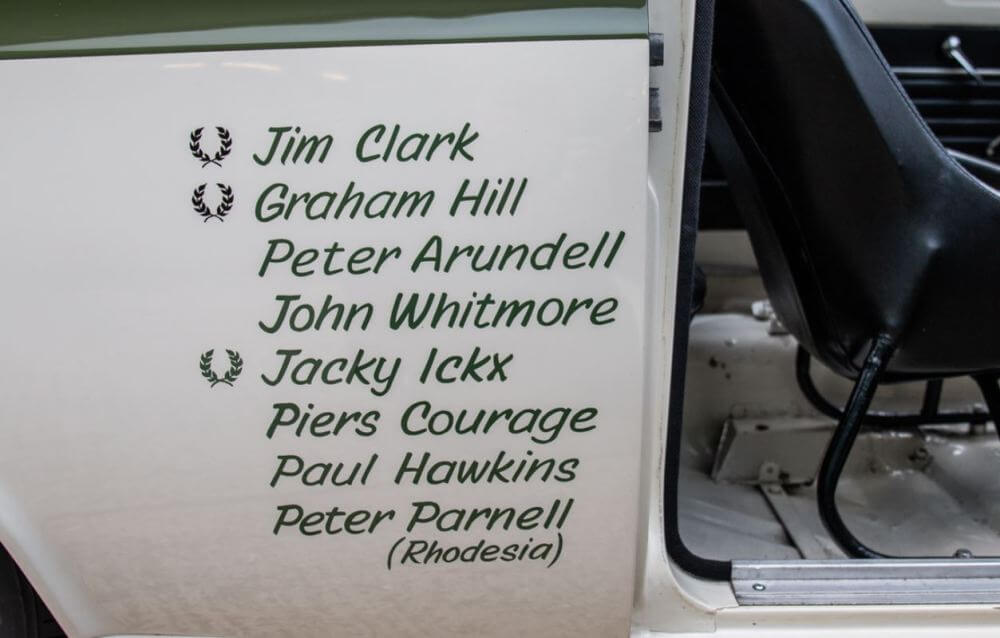 Jim Clark
Graham Hill
Peter Arundell
John Whitmore
Jacky Ickx
Piers Courage
Paul Hawkins
Peter Parnell
(Rhodesia)